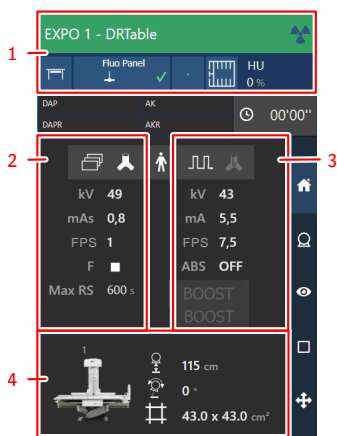 EXPO 1 - DRTable
1
Fluo Panel
HU
0 %
DAP
AK
00'00"
DAPR
AKR
2
3
kV 49
kV 43
mAs 0,8
mA 5,5
FPS 1
FPS 7,5
F
ABS OFF
Max RS 600 s
BOOST
BOOST
1
115 cm
4
0 °
43.0 x 43.0 cm²